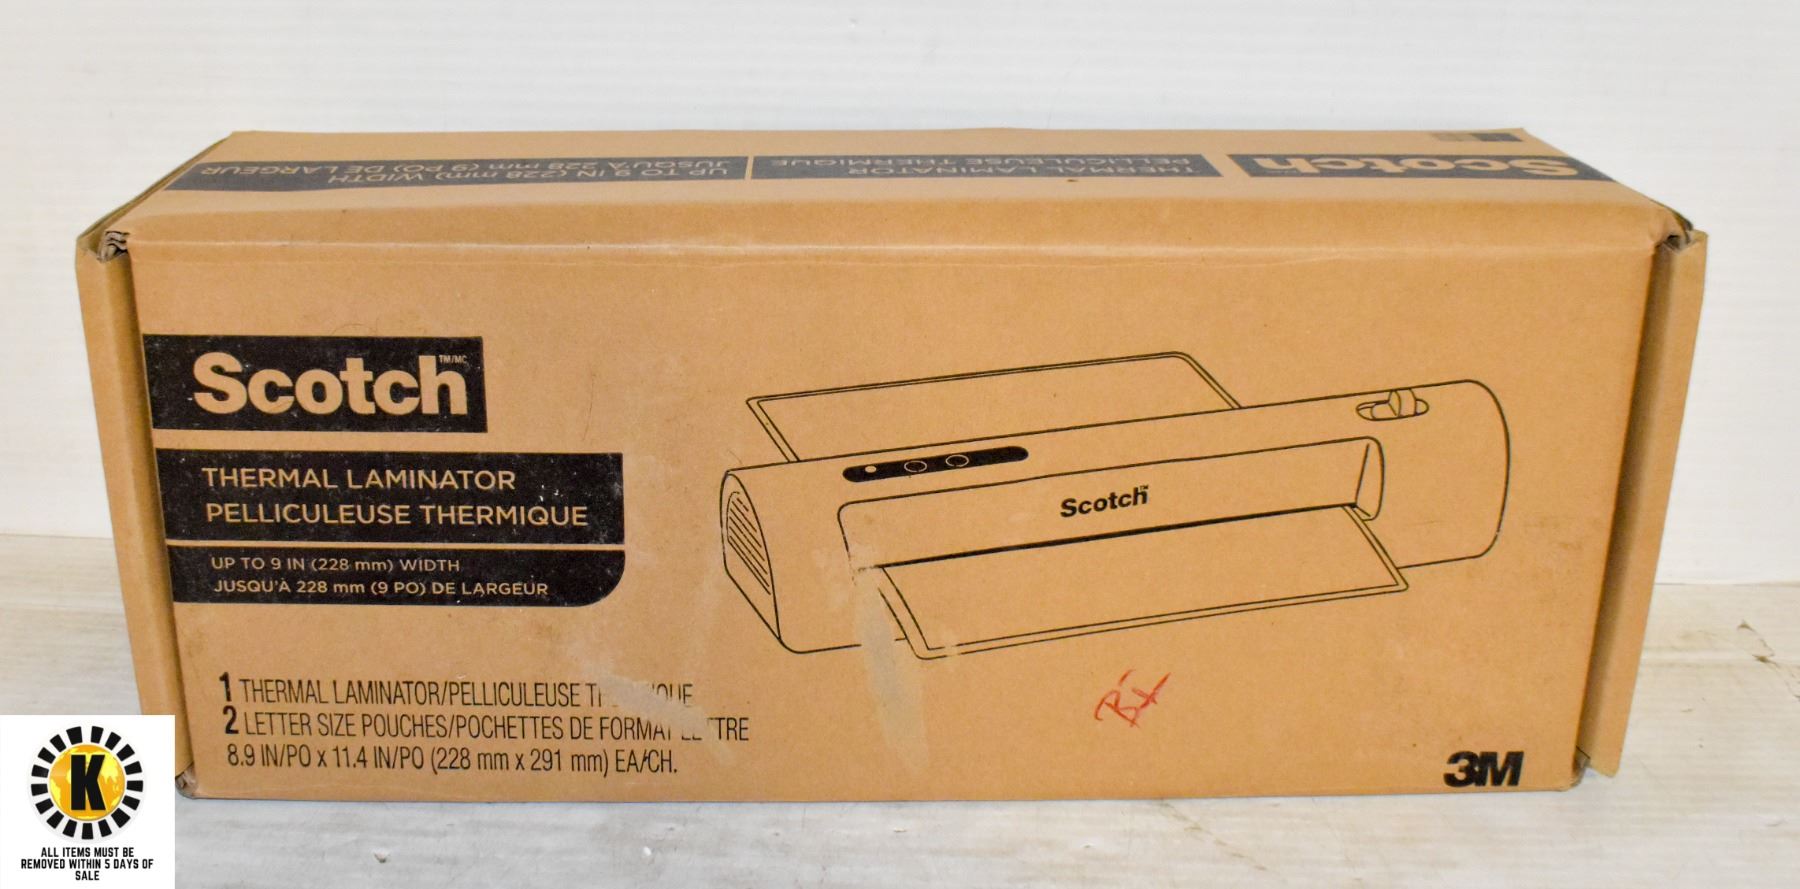 UP TO 9 IN (228 mm) WIDTH
JUSQU'À 228 mm (9 PO) DE LARGEUR
THERMAL LAMINATOR
PELLICULEUSE THERMIQUE
Scotch
Scotch TM/MC
THERMAL LAMINATOR
PELLICULEUSE THERMIQUE
UP TO 9 IN (228 mm) WIDTH
JUSQU'À 228 mm (9 PO) DE LARGEUR
Scotch™
1 THERMAL LAMINATOR/PELLICULEUSE
2 LETTER SIZE POUCHES/POCHETTES DE
8.9 IN/PO x 11.4 IN/PO (228 mm x 291 mm) EA/CH.
3M
K
ALL ITEMS MUST BE
REMOVED WITHIN 5 DAYS OF
SALE